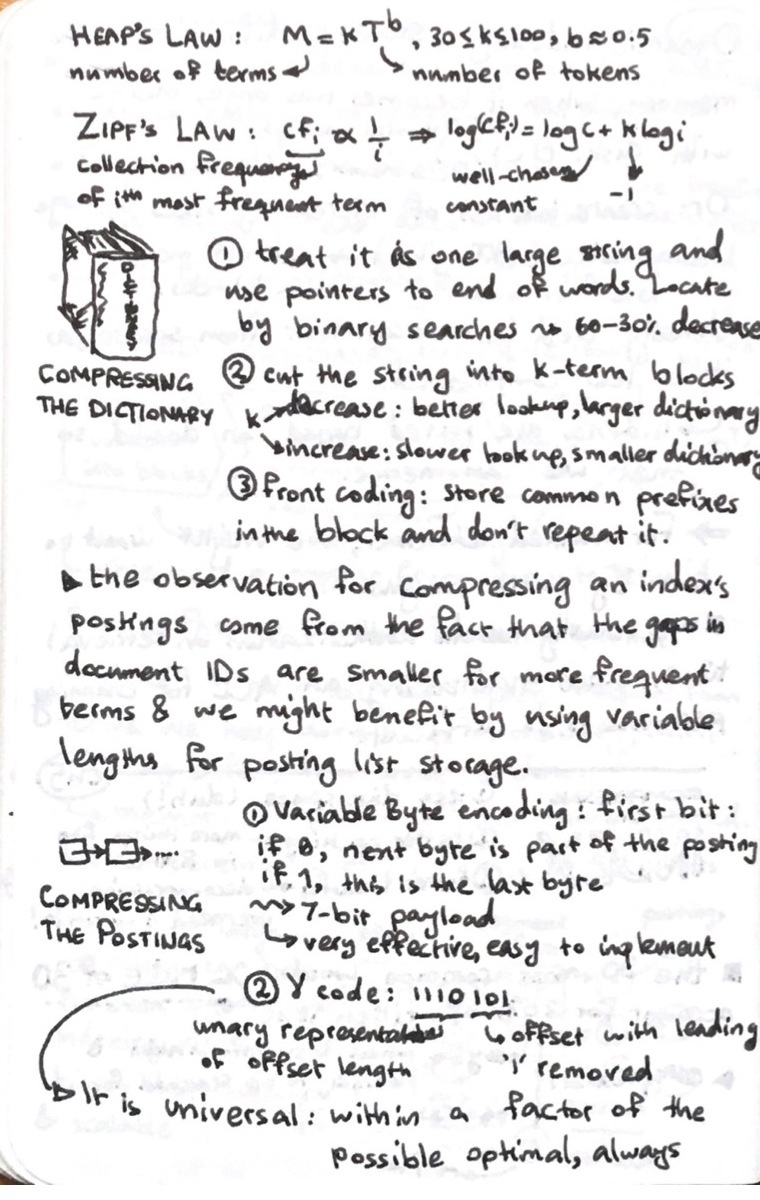 HEAP'S LAW : M = kT^b, 30 ≤ k ≤ 100, b ≈ 0.5
number of terms ↲ ↳ number of tokens
ZIPF'S LAW : cfi ∝ 1/i ⇒ log(cfi) = log c + k log i
collection frequency well-chosen ↓
of ith most frequent term constant -1
① treat it as one large string and
use pointers to end of words. Locate
by binary searches ⇝ 60-30% decrease
COMPRESSING
THE DICTIONARY
② cut the string into k-term blocks
k → decrease : better lookup, larger dictionary
↘ increase : slower lookup, smaller dictionary
③ front coding : store common prefixes
in the block and don't repeat it.
▶ the observation for compressing an index's
postings come from the fact that the gaps in
document IDs are smaller for more frequent
terms & we might benefit by using variable
lengths for posting list storage.
COMPRESSING
THE POSTINGS
① Variable Byte encoding : first bit :
if 0, next byte is part of the posting
if 1, this is the last byte
⇝ 7-bit payload
↳ very effective, easy to implement
② γ code : 1110 101
unary representation ↳ offset with leading
of offset length 1' removed
▷ It is universal : within a factor of the
possible optimal, always